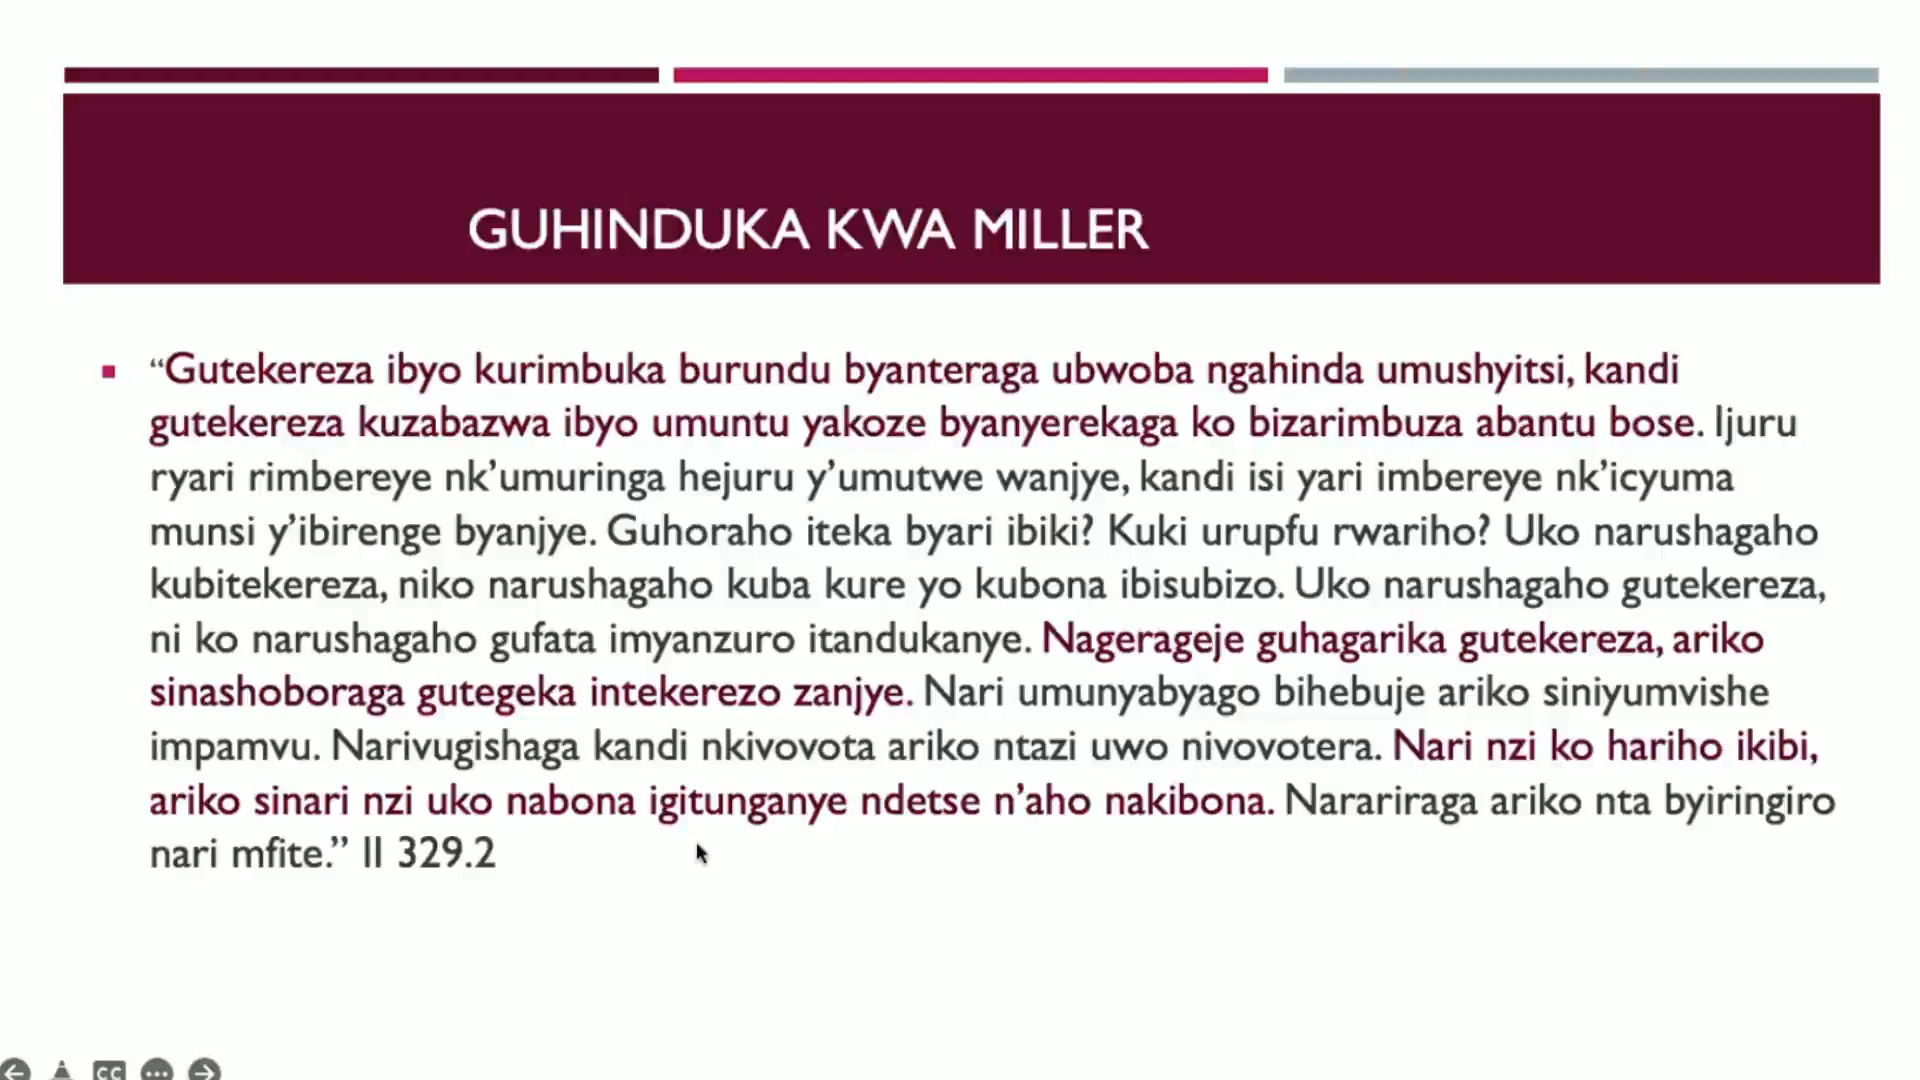 GUHINDUKA KWA MILLER
“Gutekereza ibyo kurimbuka burundu byanteraga ubwoba ngahinda umushyitsi, kandi
gutekereza kuzabazwa ibyo umuntu yakoze byanyerekaga ko bizarimbuza abantu bose. Ijuru
ryari rimbereye nk’umuringa hejuru y’umutwe wanjye, kandi isi yari imbereye nk’icyuma
munsi y’ibirenge byanjye. Guhoraho iteka byari ibiki? Kuki urupfu rwariho? Uko narushagaho
kubitekereza, niko narushagaho kuba kure yo kubona ibisubizo. Uko narushagaho gutekereza,
ni ko narushagaho gufata imyanzuro itandukanye. Nagerageje guhagarika gutekereza, ariko
sinashoboraga gutegeka intekerezo zanjye. Nari umunyabyago bihebuje ariko siniyumvishe
impamvu. Narivugishaga kandi nkivovota ariko ntazi uwo nivovotera. Nari nzi ko hariho ikibi,
ariko sinari nzi uko nabona igitunganye ndetse n’aho nakibona. Narariraga ariko nta byiringiro
nari mfite.” II 329.2
CC